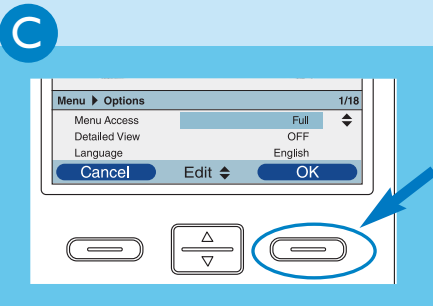 C
Menu Options 1/18
Menu Access Full
Detailed View OFF
Language English
Cancel Edit OK